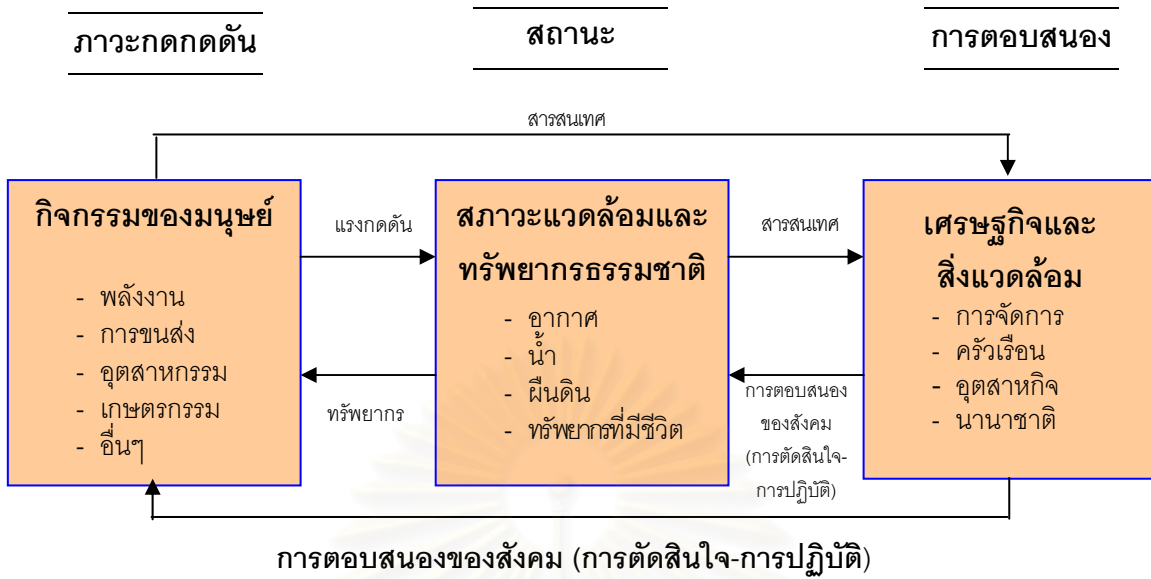 ภาวะกดกดดัน
สถานะ
การตอบสนอง
สารสนเทศ
กิจกรรมของมนุษย์
- พลังงาน
- การขนส่ง
- อุตสาหกรรม
- เกษตรกรรม
- อื่นๆ
แรงกดดัน
ทรัพยากร
สภาวะแวดล้อมและ
ทรัพยากรธรรมชาติ
- อากาศ
- น้ำ
- ผืนดิน
- ทรัพยากรที่มีชีวิต
สารสนเทศ
การตอบสนอง
ของสังคม
(การตัดสินใจ-
การปฏิบัติ)
เศรษฐกิจและ
สิ่งแวดล้อม
- การจัดการ
- ครัวเรือน
- อุตสาหกิจ
- นานาชาติ
การตอบสนองของสังคม (การตัดสินใจ-การปฏิบัติ)